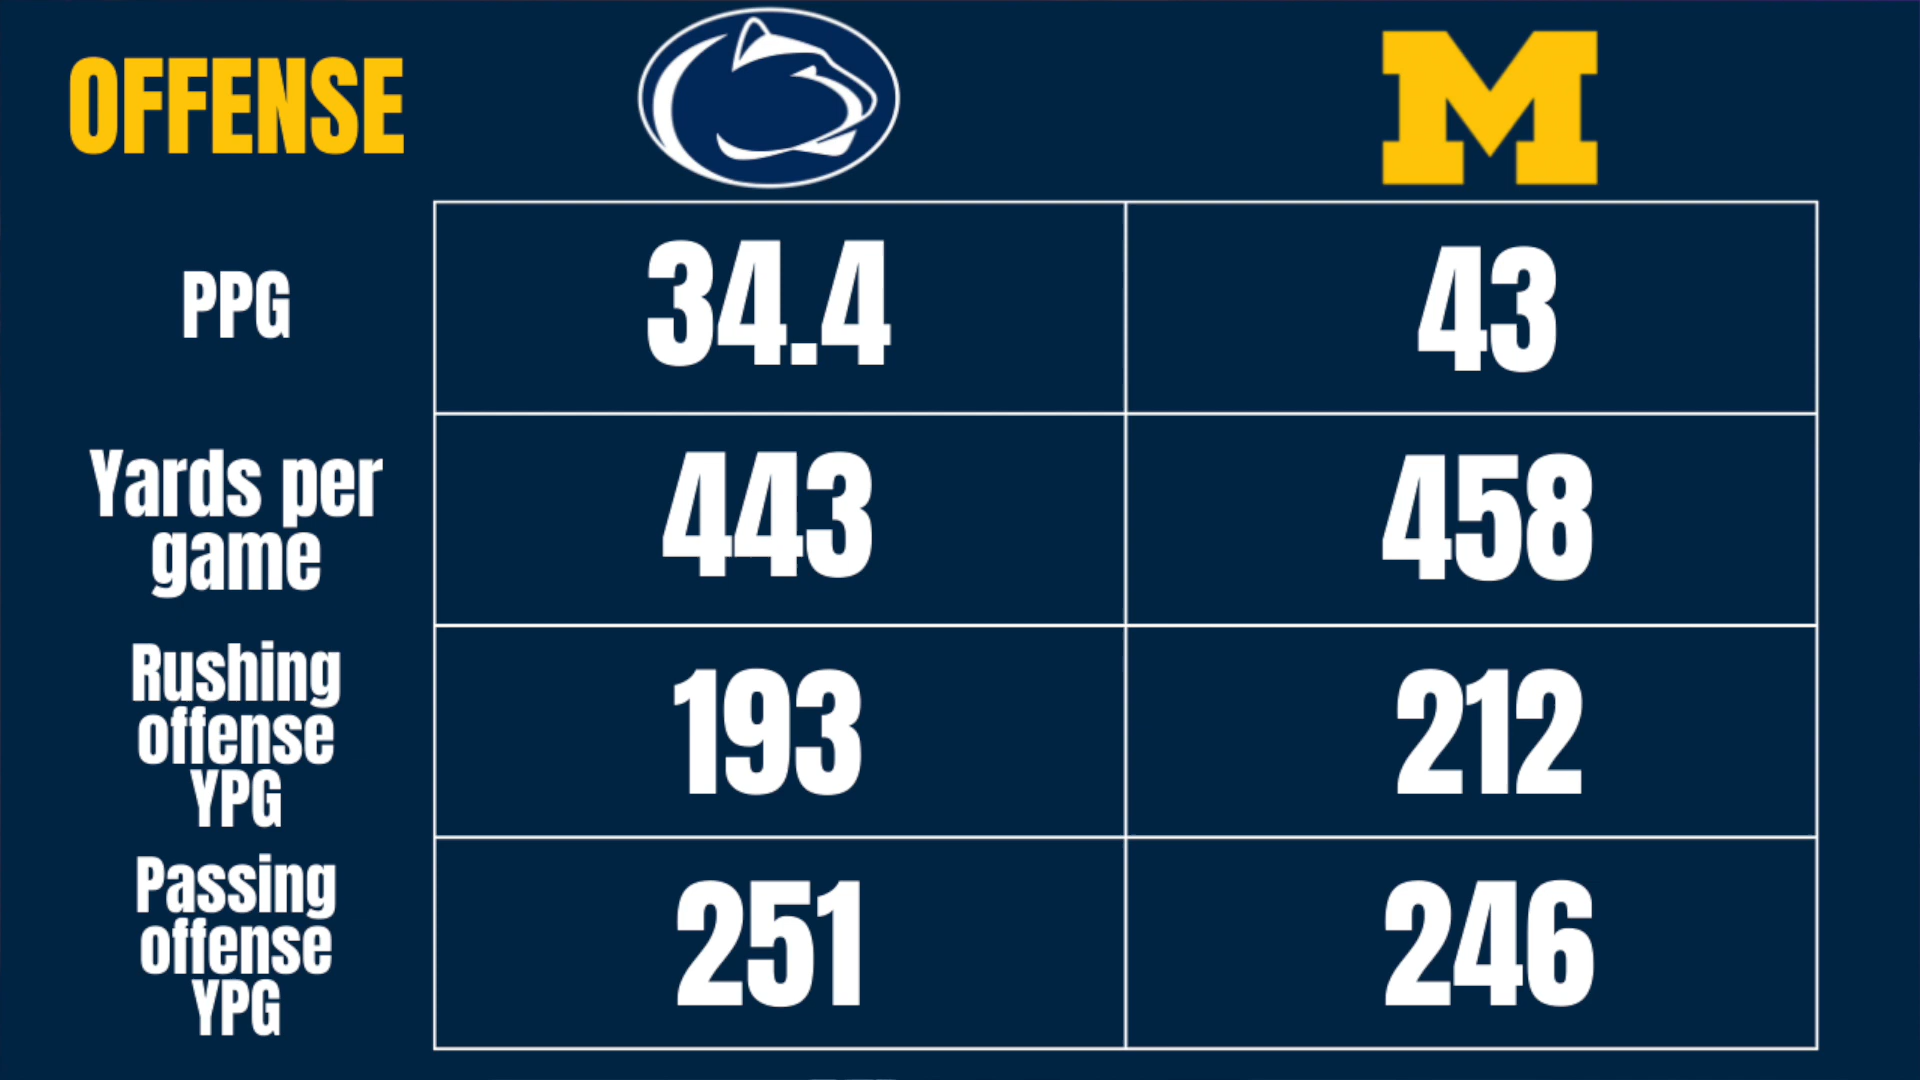 OFFENSE
M
PPG 34.4 43
Yards per
game
443 458
Rushing
offense
YPG
193 212
Passing
offense
YPG
251 246